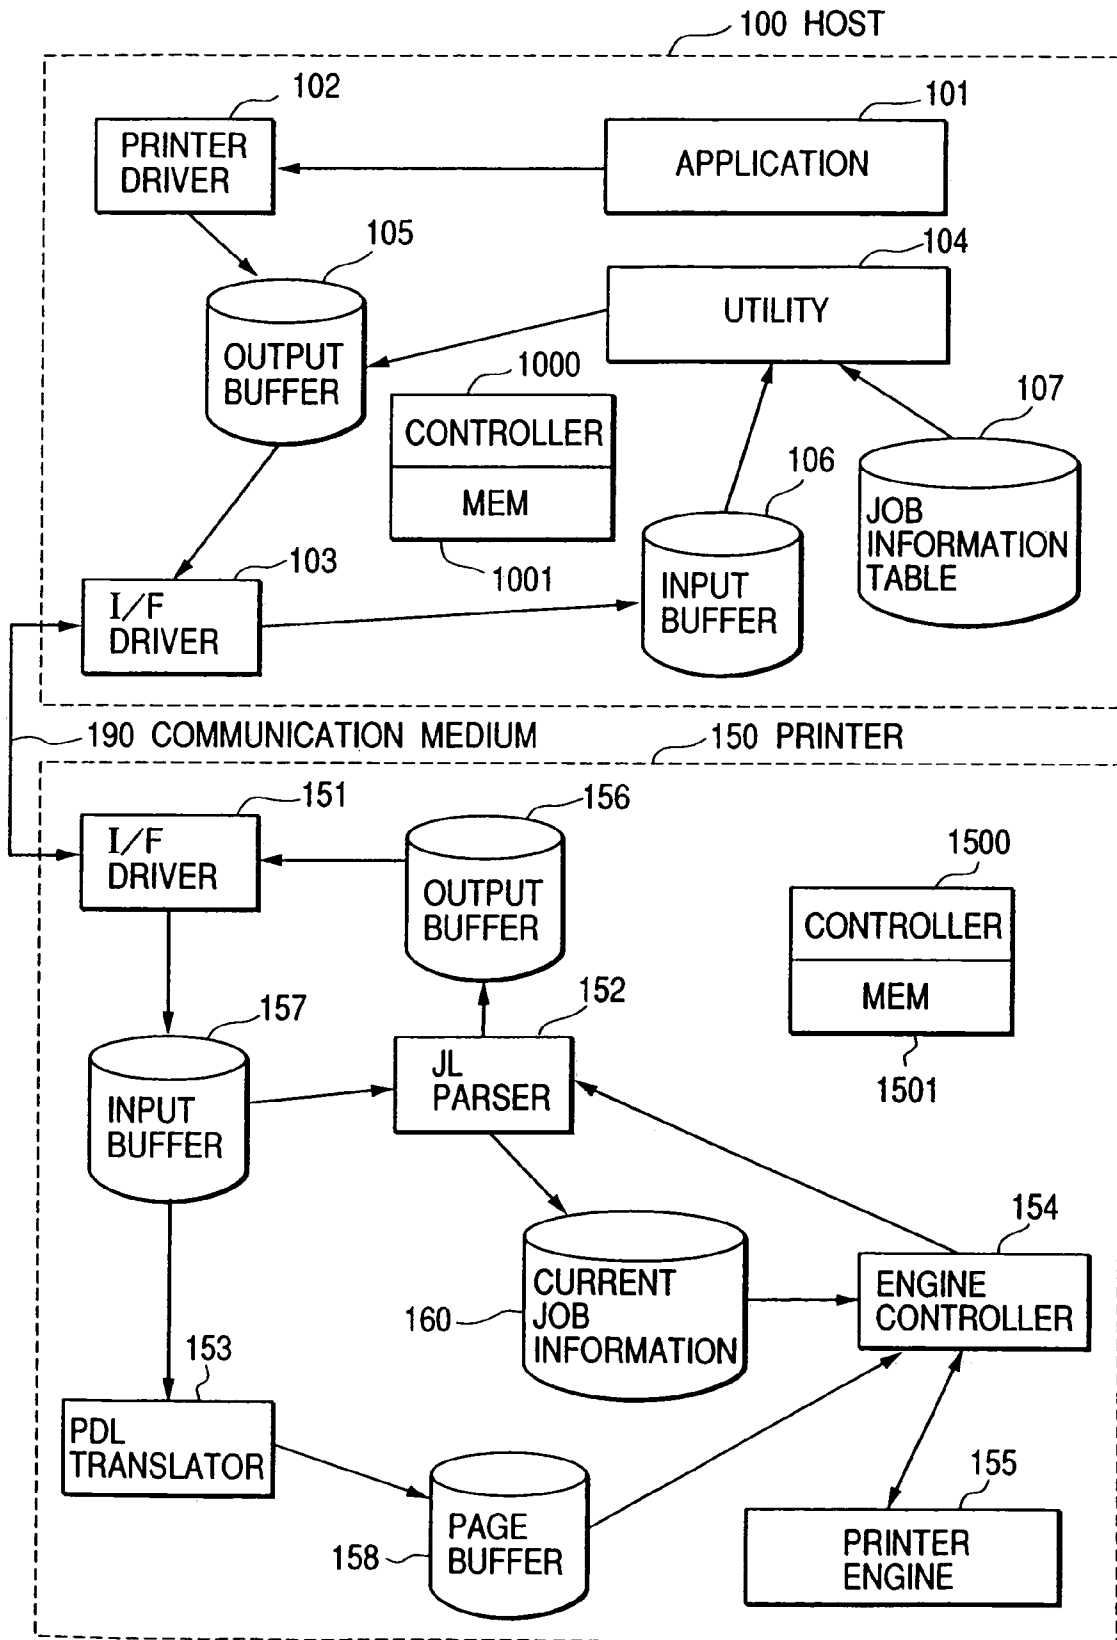 100 HOST
102
101
PRINTER
DRIVER
APPLICATION
105
104
OUTPUT
BUFFER
UTILITY
1000
107
CONTROLLER
MEM
1001
106
JOB
INFORMATION
TABLE
103
I/F
DRIVER
INPUT
BUFFER
190 COMMUNICATION MEDIUM
150 PRINTER
151
156
I/F
DRIVER
OUTPUT
BUFFER
1500
CONTROLLER
MEM
1501
157
152
INPUT
BUFFER
JL
PARSER
154
160
CURRENT
JOB
INFORMATION
ENGINE
CONTROLLER
153
PDL
TRANSLATOR
155
158
PAGE
BUFFER
PRINTER
ENGINE